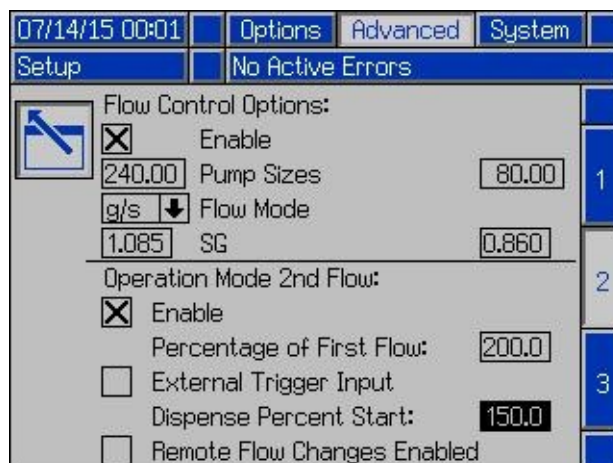 07/14/15 00:01 Options Advanced System
Setup No Active Errors
Flow Control Options:
Enable
240.00 Pump Sizes 80.00
1
g/s Flow Mode
1.085 SG 0.860
Operation Mode 2nd Flow:
2
Enable
Percentage of First Flow: 200.0
External Trigger Input
3
Dispense Percent Start: 150.0
Remote Flow Changes Enabled